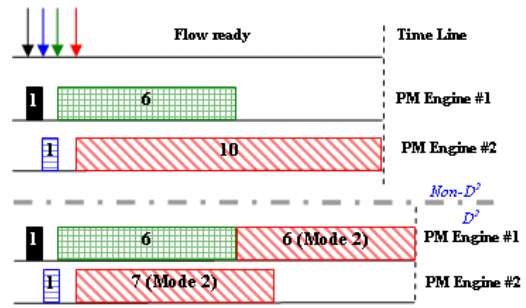 Flow ready Time Line
1 6 PM Engine #1
1 10 PM Engine #2
Non-D²
D²
1 6 6 (Mode 2) PM Engine #1
1 7 (Mode 2) PM Engine #2